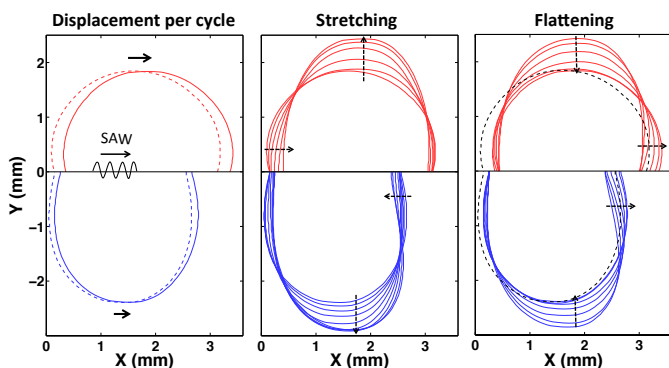 Displacement per cycle
Stretching
Flattening
Y (mm)
2
1
0
−1
−2
SAW
0 1 2 3
X (mm)
0 1 2 3
X (mm)
0 1 2 3
X (mm)